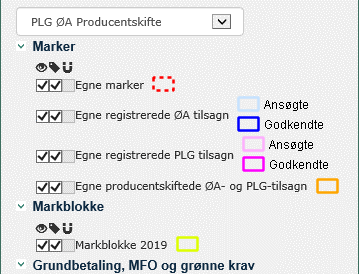 PLG ØA Producentskifte
Marker
Egne marker
Egne registrerede ØA tilsagn
Ansøgte
Godkendte
Egne registrerede PLG tilsagn
Ansøgte
Godkendte
Egne producentskiftede ØA- og PLG-tilsagn
Markblokke
Markblokke 2019
Grundbetaling, MFO og grønne krav